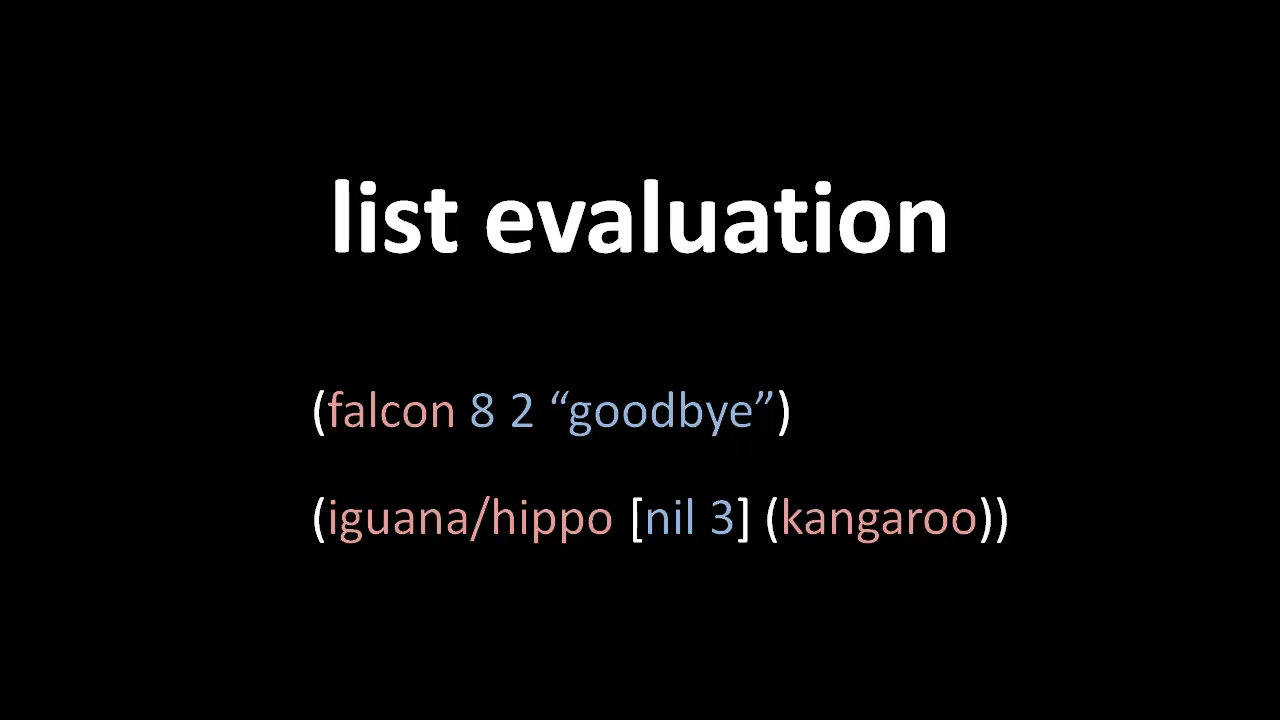 list evaluation
(falcon 8 2 “goodbye”)
(iguana/hippo [nil 3] (kangaroo))